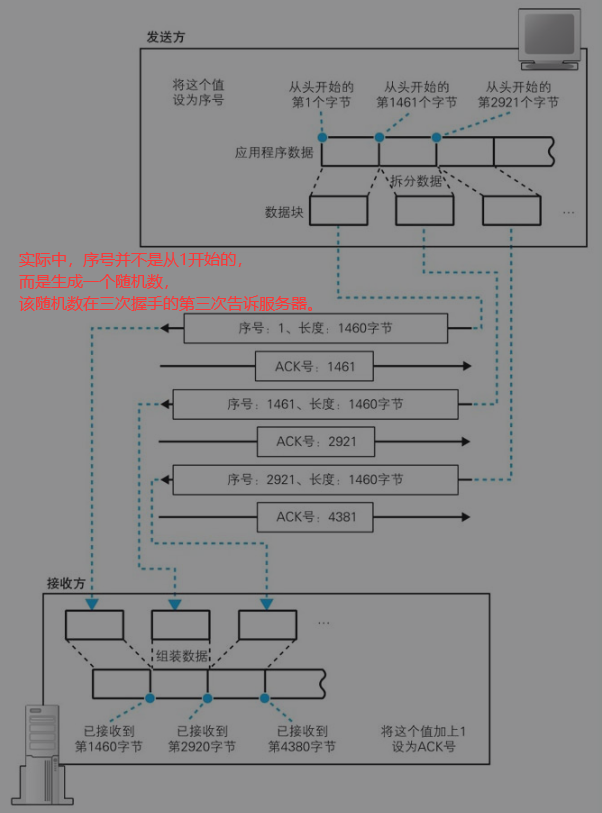 发送方
将这个值
设为序号
从头开始的
第1个字节
从头开始的
第1461个字节
从头开始的
第2921个字节
应用程序数据
拆分数据
数据块
…
实际中，序号并不是从1开始的，
而是生成一个随机数，
该随机数在三次握手的第三次告诉服务器。
序号：1、长度：1460字节
ACK号：1461
序号：1461、长度：1460字节
ACK号：2921
序号：2921、长度：1460字节
ACK号：4381
接收方
…
组装数据
已接收到
第1460字节
已接收到
第2920字节
已接收到
第4380字节
将这个值加上1
设为ACK号